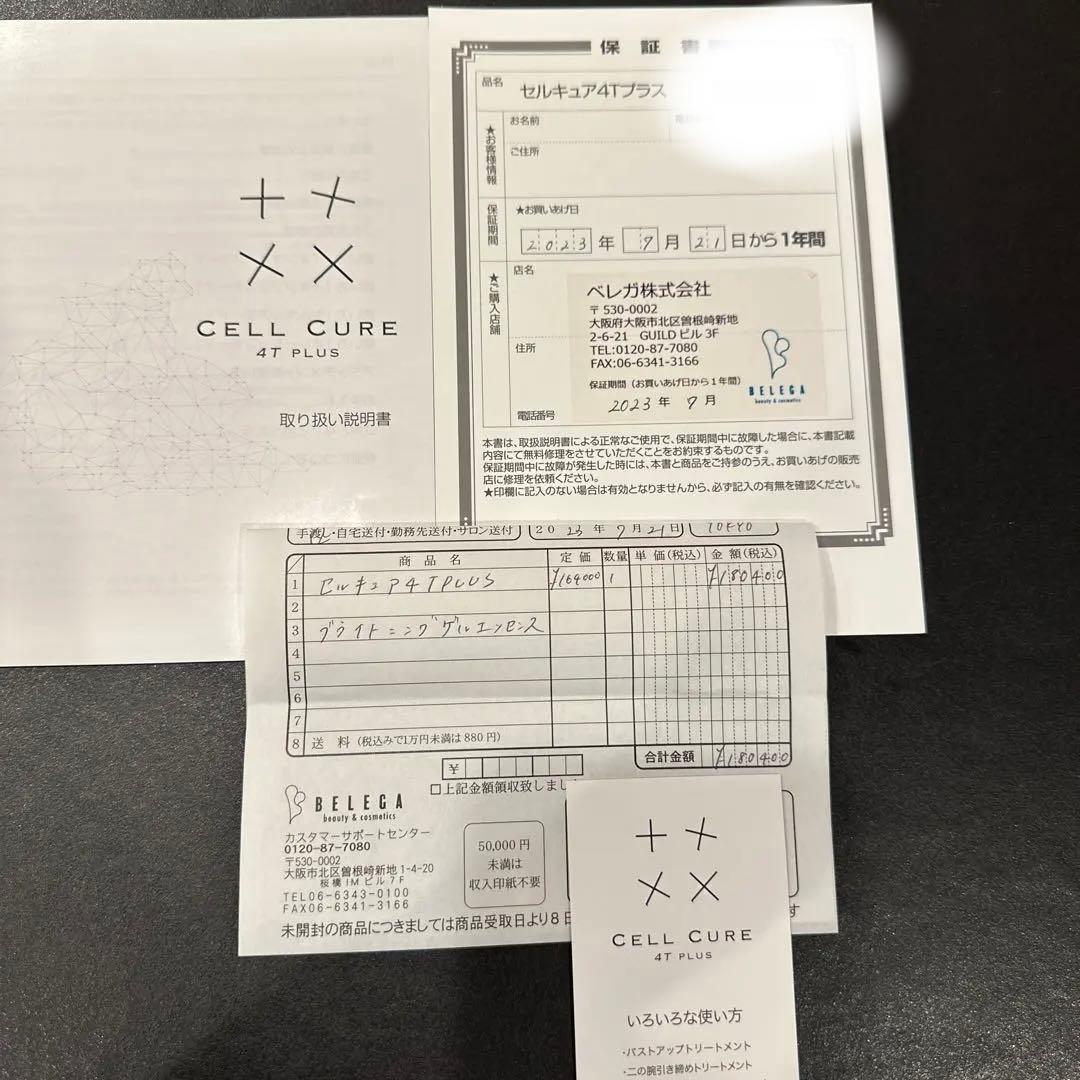 CELL CURE
4T PLUS
取り扱い説明書
保証書
品名
セルキュア4Tプラス
★お客様情報
お名前
ご住所
保証期間
★お買いあげ日
2023年 7月21日から1年間
★ご購入店舗
店名
ベレガ株式会社
〒530-0002
大阪府大阪市北区曽根崎新地
2-6-21 GUILDビル3F
TEL:0120-87-7080
FAX:06-6341-3166
保証期間（お買いあげ日から1年間）
2023年 7月
BELEGA
beauty & cosmetics
住所
電話番号
本書は、取扱説明書による正常なご使用で、保証期間中に故障した場合に、本書記載
内容にて無料修理をさせていただくことをお約束するものです。
保証期間中に故障が発生した時には、本書と商品をご持参のうえ、お買いあげの販売
店に修理を依頼ください。
★印欄に記入のない場合は有効となりませんから、必ず記入の有無を確認ください。
手渡し・自宅送付・勤務先送付・サロン送付 2023年7月21日
商品名 定価 数量 単価(税込) 金額(税込)
1 セルキュア4TPLUS ¥164000 1 ¥180400
2
3 ブライトニングゲルエッセンス
4
5
6
7
8 送料（税込みで1万円未満は880円）
合計金額 ¥180400
¥
□上記金額領収致しまし
BELEGA
beauty & cosmetics
カスタマーサポートセンター
0120-87-7080
〒530-0002
大阪市北区曽根崎新地1-4-20
桜橋IMビル7F
TEL06-6343-0100
FAX06-6341-3166
50,000円
未満は
収入印紙不要
未開封の商品につきましては商品受取日より8日
す
CELL CURE
4T PLUS
いろいろな使い方
・バストアップトリートメント
・二の腕引き締めトリートメント